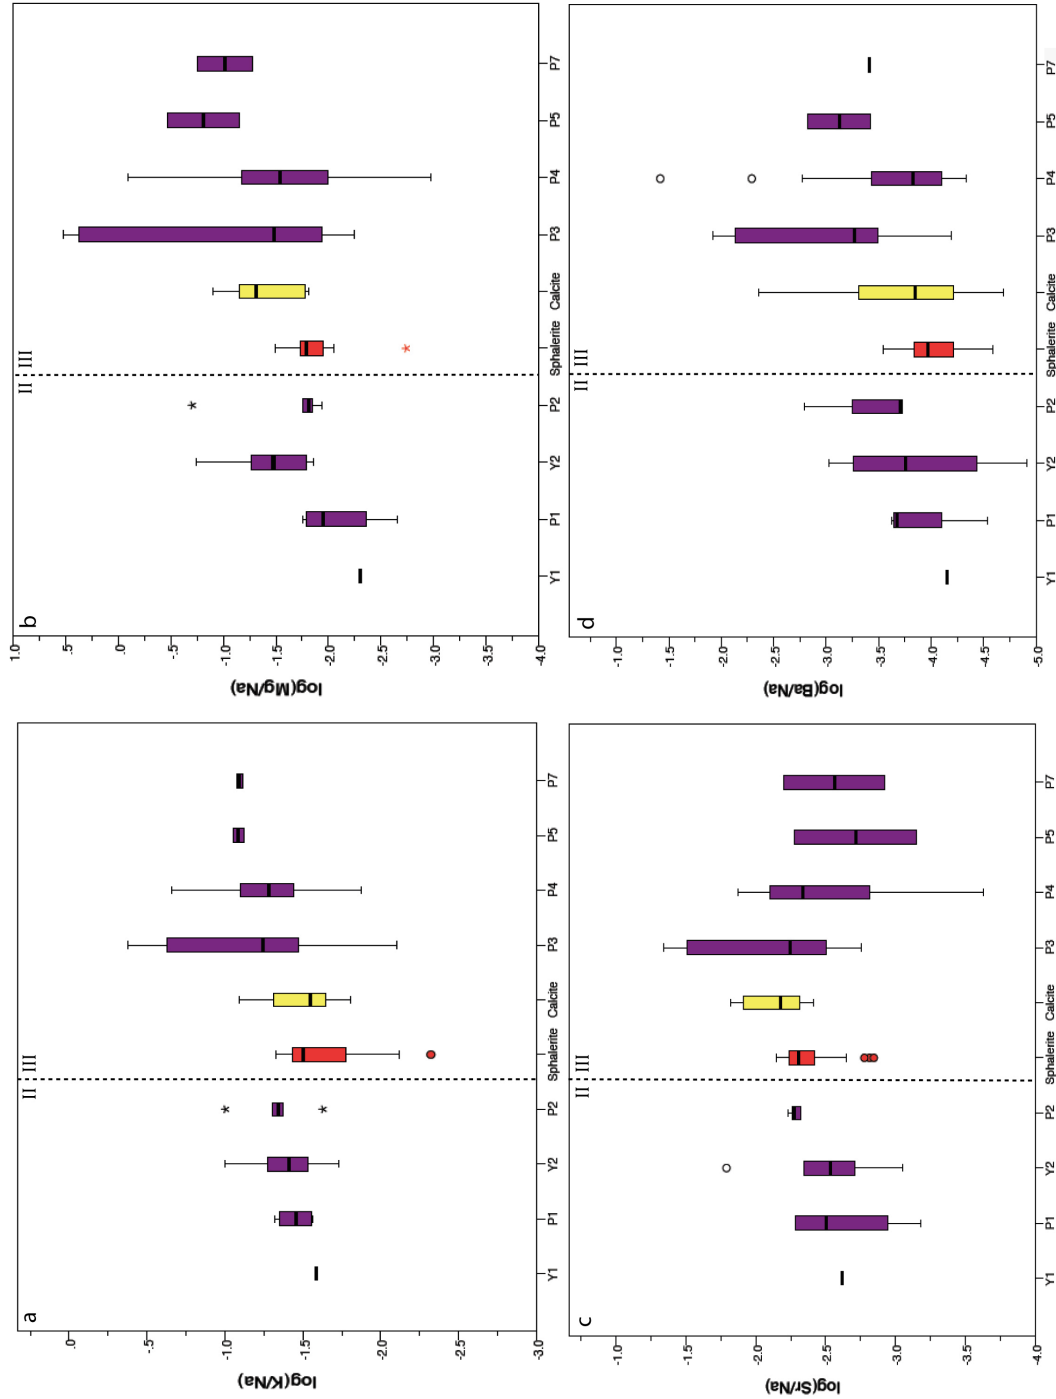 a
log(K/Na)
.0
-.5
-1.0
-1.5
-2.0
-2.5
-3.0
II III
Y1 P1 Y2 P2 Sphalerite Calcite P3 P4 P5 P7
b
log(Mg/Na)
1.0
.5
.0
-.5
-1.0
-1.5
-2.0
-2.5
-3.0
-3.5
-4.0
II III
Y1 P1 Y2 P2 Sphalerite Calcite P3 P4 P5 P7
c
log(Sr/Na)
-1.0
-1.5
-2.0
-2.5
-3.0
-3.5
-4.0
II III
Y1 P1 Y2 P2 Sphalerite Calcite P3 P4 P5 P7
d
log(Ba/Na)
-1.0
-1.5
-2.0
-2.5
-3.0
-3.5
-4.0
-4.5
-5.0
II III
Y1 P1 Y2 P2 Sphalerite Calcite P3 P4 P5 P7